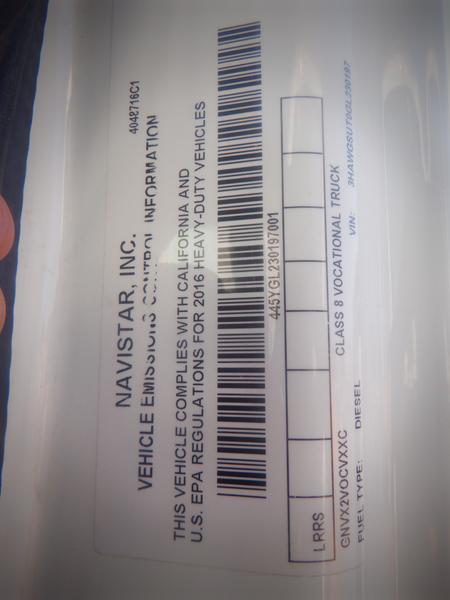 NAVISTAR, INC. 4048716C1
VEHICLE EMISSIONS CONTROL INFORMATION
THIS VEHICLE COMPLIES WITH CALIFORNIA AND
U.S. EPA REGULATIONS FOR 2016 HEAVY-DUTY VEHICLES
445YGL230197001
LRRS
GNVX2VOCVXXC CLASS 8 VOCATIONAL TRUCK
FUEL TYPE: DIESEL VIN: 3HAWGSUT0GL230197